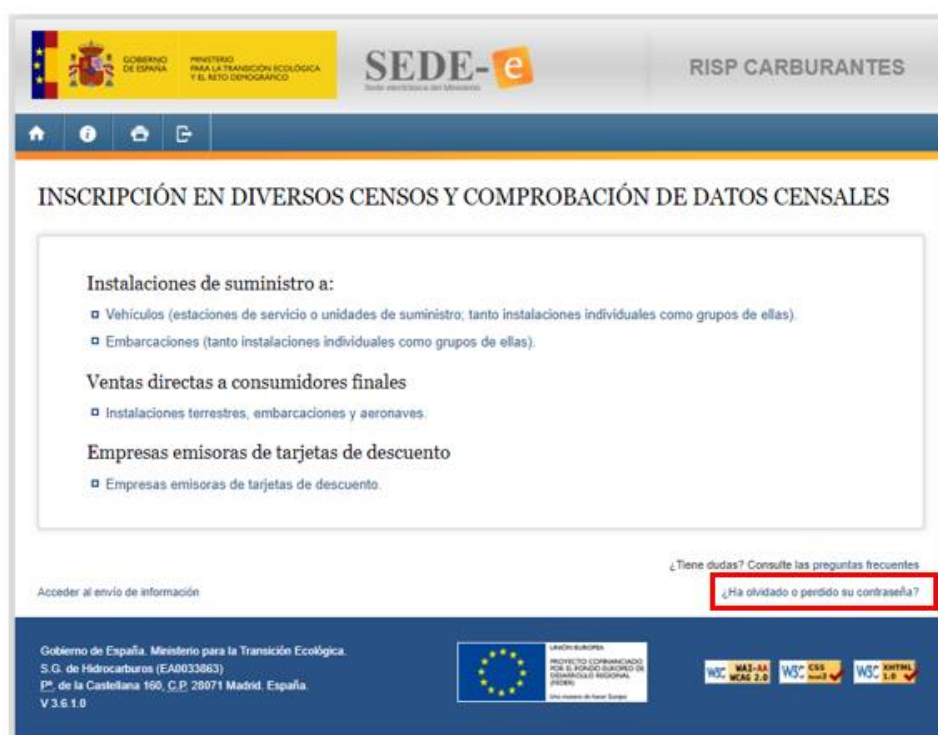 GOBIERNO
DE ESPAÑA
MINISTERIO
PARA LA TRANSICIÓN ECOLÓGICA
Y EL RETO DEMOGRÁFICO
SEDE-e
Sede electrónica del Ministerio
RISP CARBURANTES
INSCRIPCIÓN EN DIVERSOS CENSOS Y COMPROBACIÓN DE DATOS CENSALES
Instalaciones de suministro a:
Vehículos (estaciones de servicio o unidades de suministro; tanto instalaciones individuales como grupos de ellas).
Embarcaciones (tanto instalaciones individuales como grupos de ellas).
Ventas directas a consumidores finales
Instalaciones terrestres, embarcaciones y aeronaves.
Empresas emisoras de tarjetas de descuento
Empresas emisoras de tarjetas de descuento.
¿Tiene dudas? Consulte las preguntas frecuentes
Acceder al envío de información
¿Ha olvidado o perdido su contraseña?
Gobierno de España. Ministerio para la Transición Ecológica.
S.G. de Hidrocarburos (EA0033863)
Pº. de la Castellana 160, C.P. 28071 Madrid. España.
V 3.6.1.0
UNIÓN EUROPEA
PROYECTO COFINANCIADO
POR EL FONDO EUROPEO DE
DESARROLLO REGIONAL
(FEDER)
Una manera de hacer Europa
W3C WAI-AA
WCAG 2.0
W3C CSS
W3C XHTML
1.0